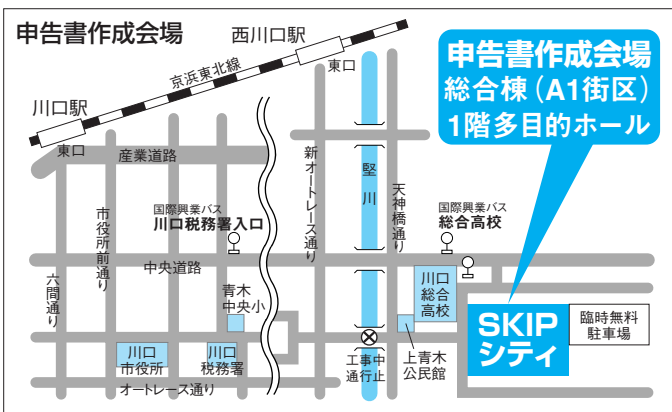 申告書作成会場
西川口駅
東口
京浜東北線
川口駅
東口
産業道路
申告書作成会場
総合棟（A1街区）
1階多目的ホール
新オートレース通り
竪川
天神橋通り
市役所前通り
六間通り
国際興業バス
川口税務署入口
国際興業バス
総合高校
中央道路
青木
中央小
川口
総合
高校
SKIP
シティ
臨時無料
駐車場
川口
市役所
川口
税務署
工事中
通行止
上青木
公民館
オートレース通り